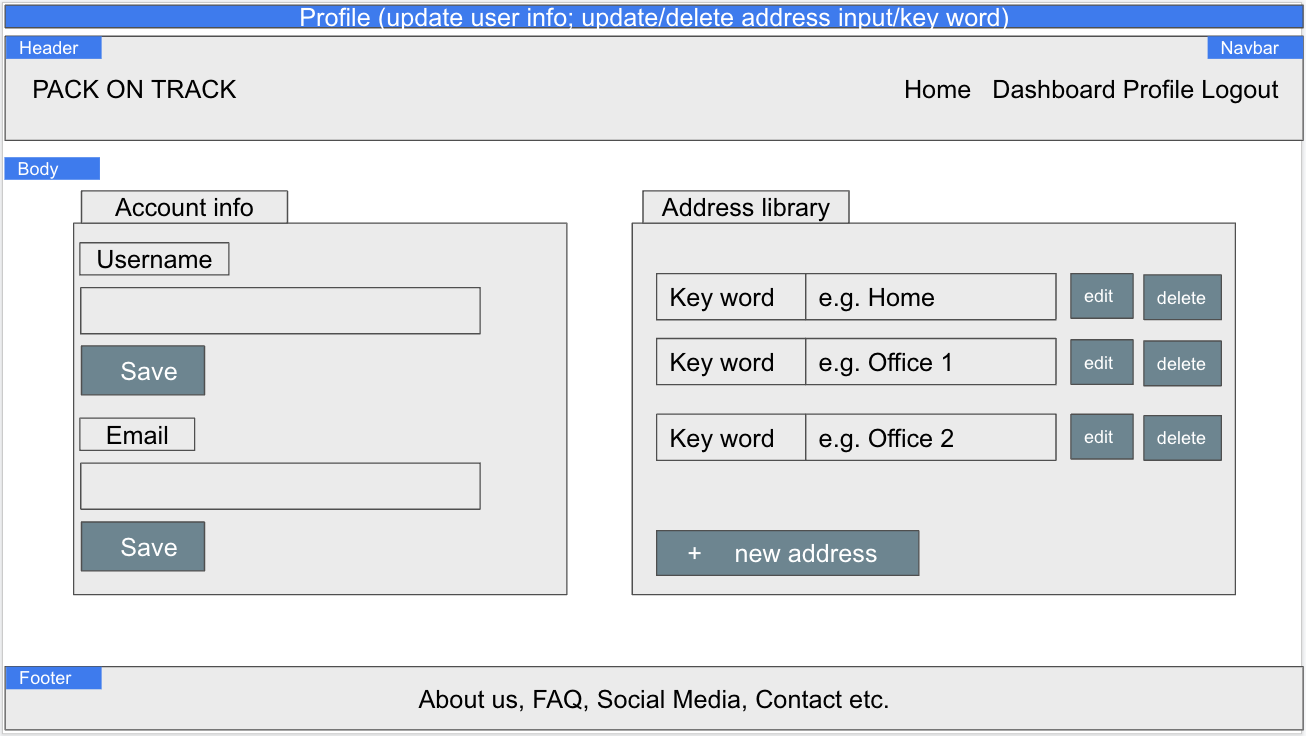 Profile (update user info; update/delete address input/key word)
Header
Navbar
PACK ON TRACK
Home Dashboard Profile Logout
Body
Account info
Username
Save
Email
Save
Address library
Key word e.g. Home edit delete
Key word e.g. Office 1 edit delete
Key word e.g. Office 2 edit delete
+ new address
Footer
About us, FAQ, Social Media, Contact etc.